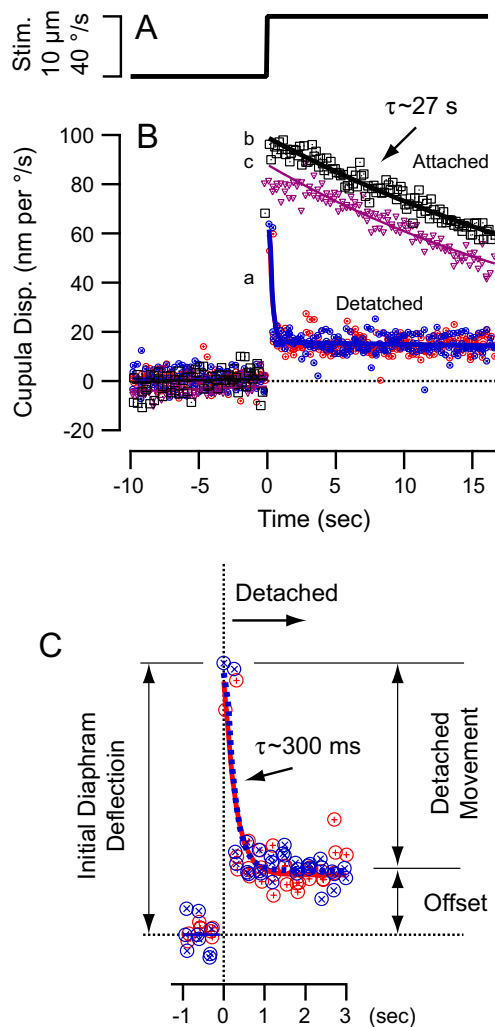 A
Stim.
10 µm
40 °/s
B
τ~27 s
b
Attached
c
a
Detatched
100
80
60
40
20
0
-20
Cupula Disp. (nm per °/s)
-10 -5 0 5 10 15
Time (sec)
C
Detached
Initial Diaphram
Deflectioin
τ~300 ms
Detached
Movement
Offset
-1 0 1 2 3 (sec)